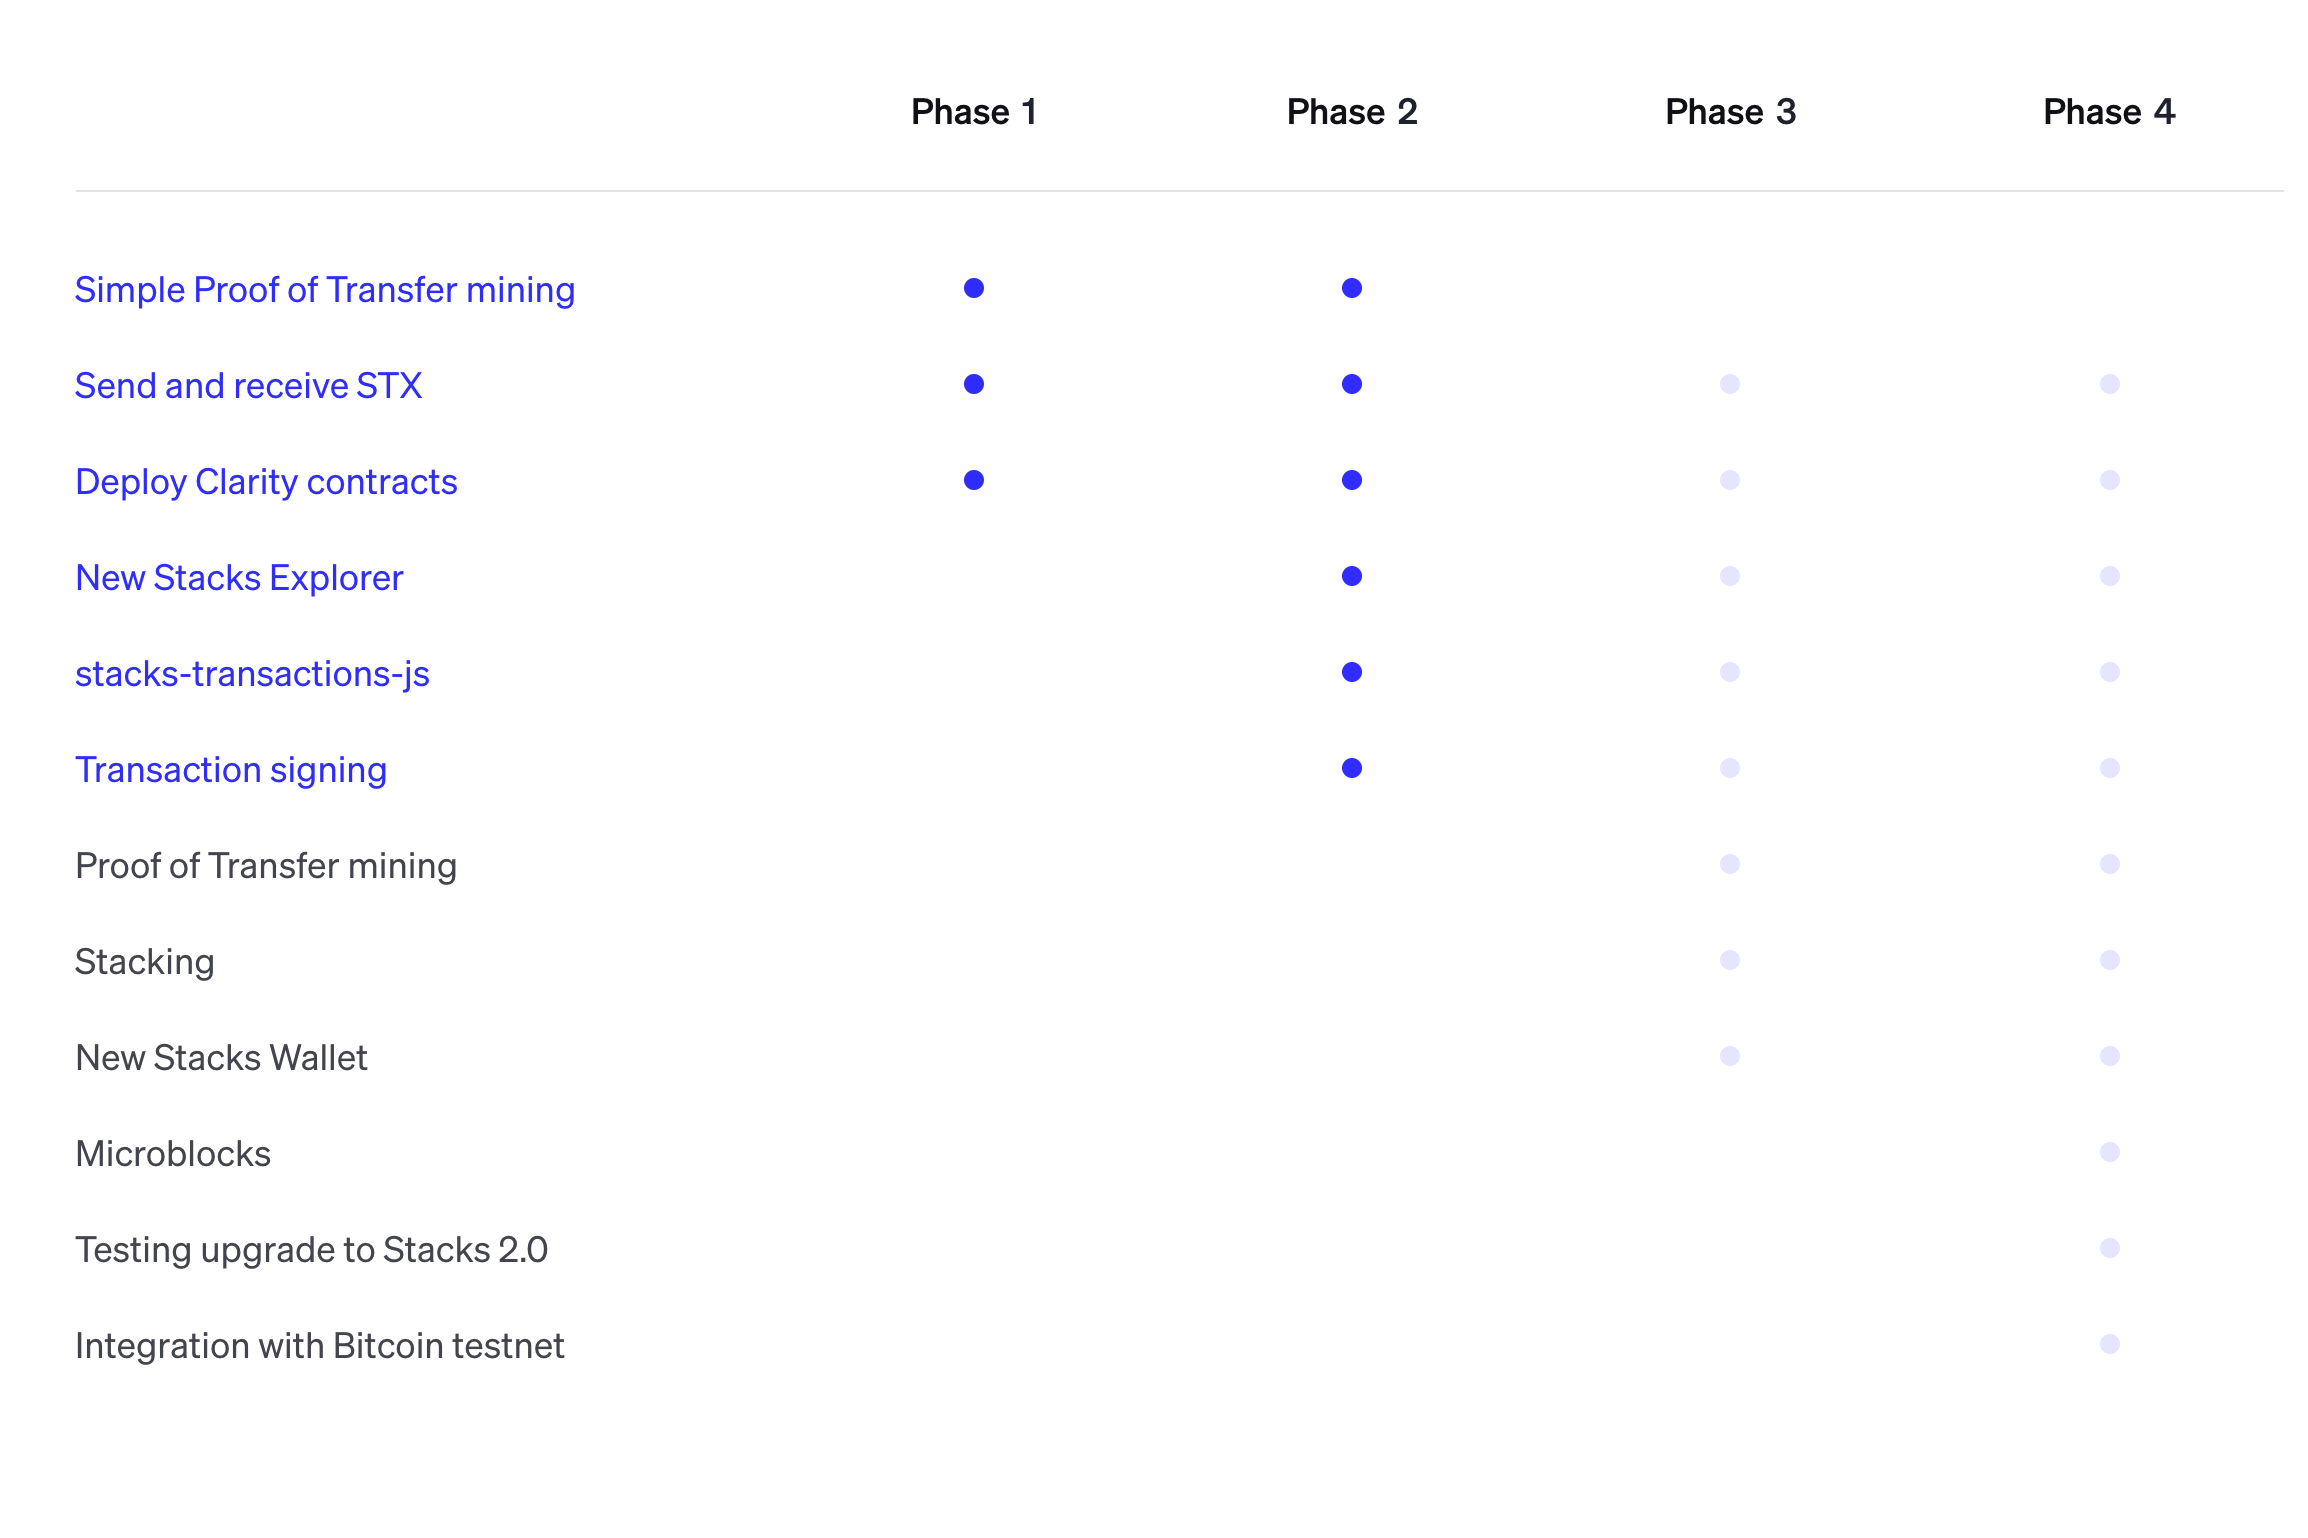 Phase 1 Phase 2 Phase 3 Phase 4
Simple Proof of Transfer mining
Send and receive STX
Deploy Clarity contracts
New Stacks Explorer
stacks-transactions-js
Transaction signing
Proof of Transfer mining
Stacking
New Stacks Wallet
Microblocks
Testing upgrade to Stacks 2.0
Integration with Bitcoin testnet